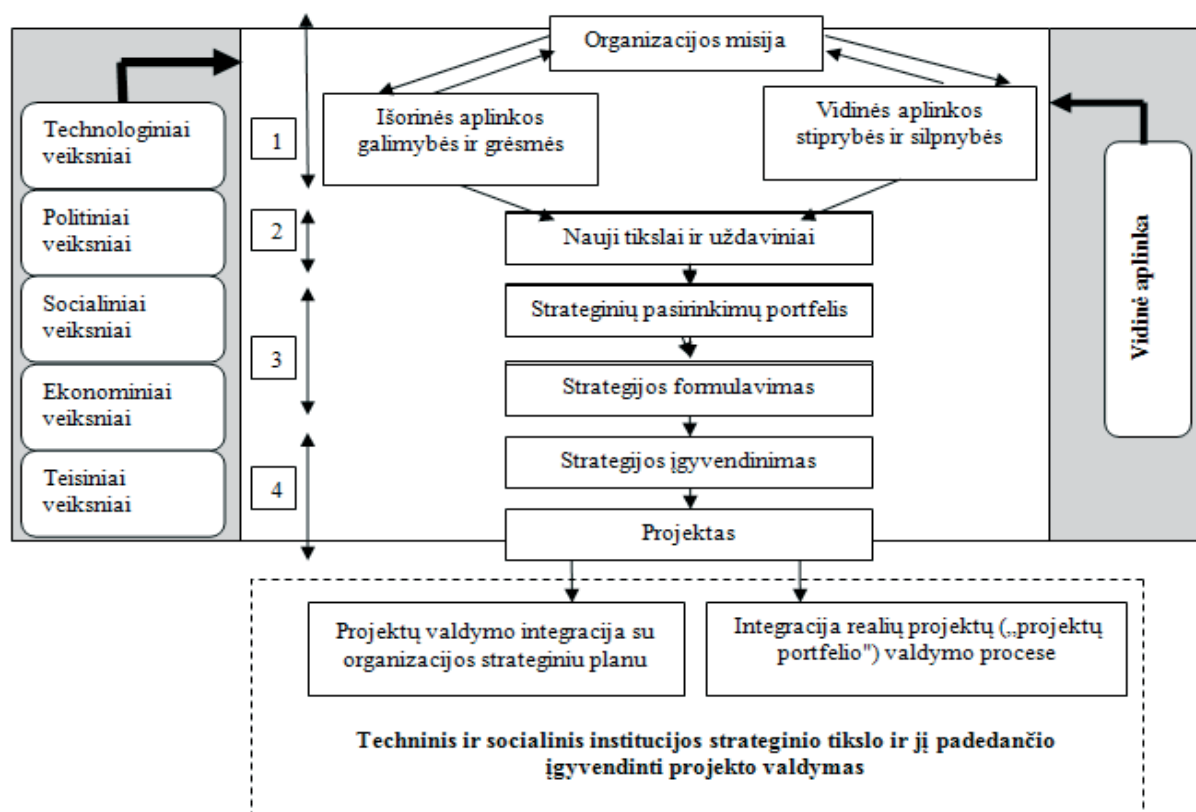 Organizacijos misija
Technologiniai
veiksniai
Politiniai
veiksniai
Socialiniai
veiksniai
Ekonominiai
veiksniai
Teisiniai
veiksniai
1
2
3
4
Išorinės aplinkos
galimybės ir grėsmės
Vidinės aplinkos
stiprybės ir silpnybės
Nauji tikslai ir uždaviniai
Strateginių pasirinkimų portfelis
Strategijos formulavimas
Strategijos įgyvendinimas
Projektas
Vidinė aplinka
Projektų valdymo integracija su
organizacijos strateginiu planu
Integracija realių projektų („projektų
portfelio") valdymo procese
Techninis ir socialinis institucijos strateginio tikslo ir jį padedančio
įgyvendinti projekto valdymas